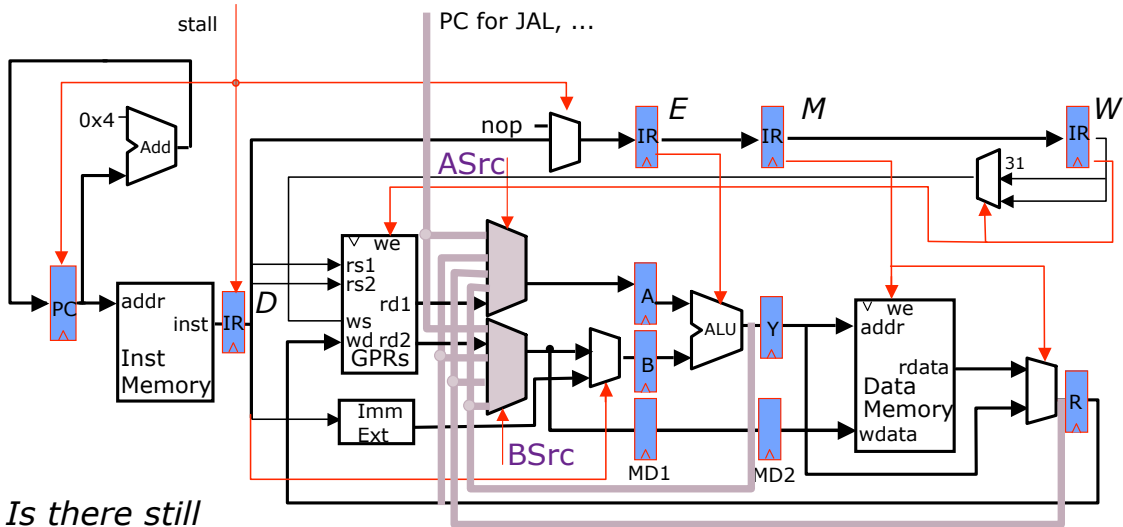 stall
PC for JAL, ...
0x4
Add
nop
IR
E
IR
M
IR
W
31
ASrc
we
rs1
rs2
rd1
ws
wd rd2
GPRs
PC
addr
inst
Inst
Memory
IR
D
Imm
Ext
BSrc
A
B
MD1
ALU
Y
MD2
we
addr
rdata
Data
Memory
wdata
R
Is there still